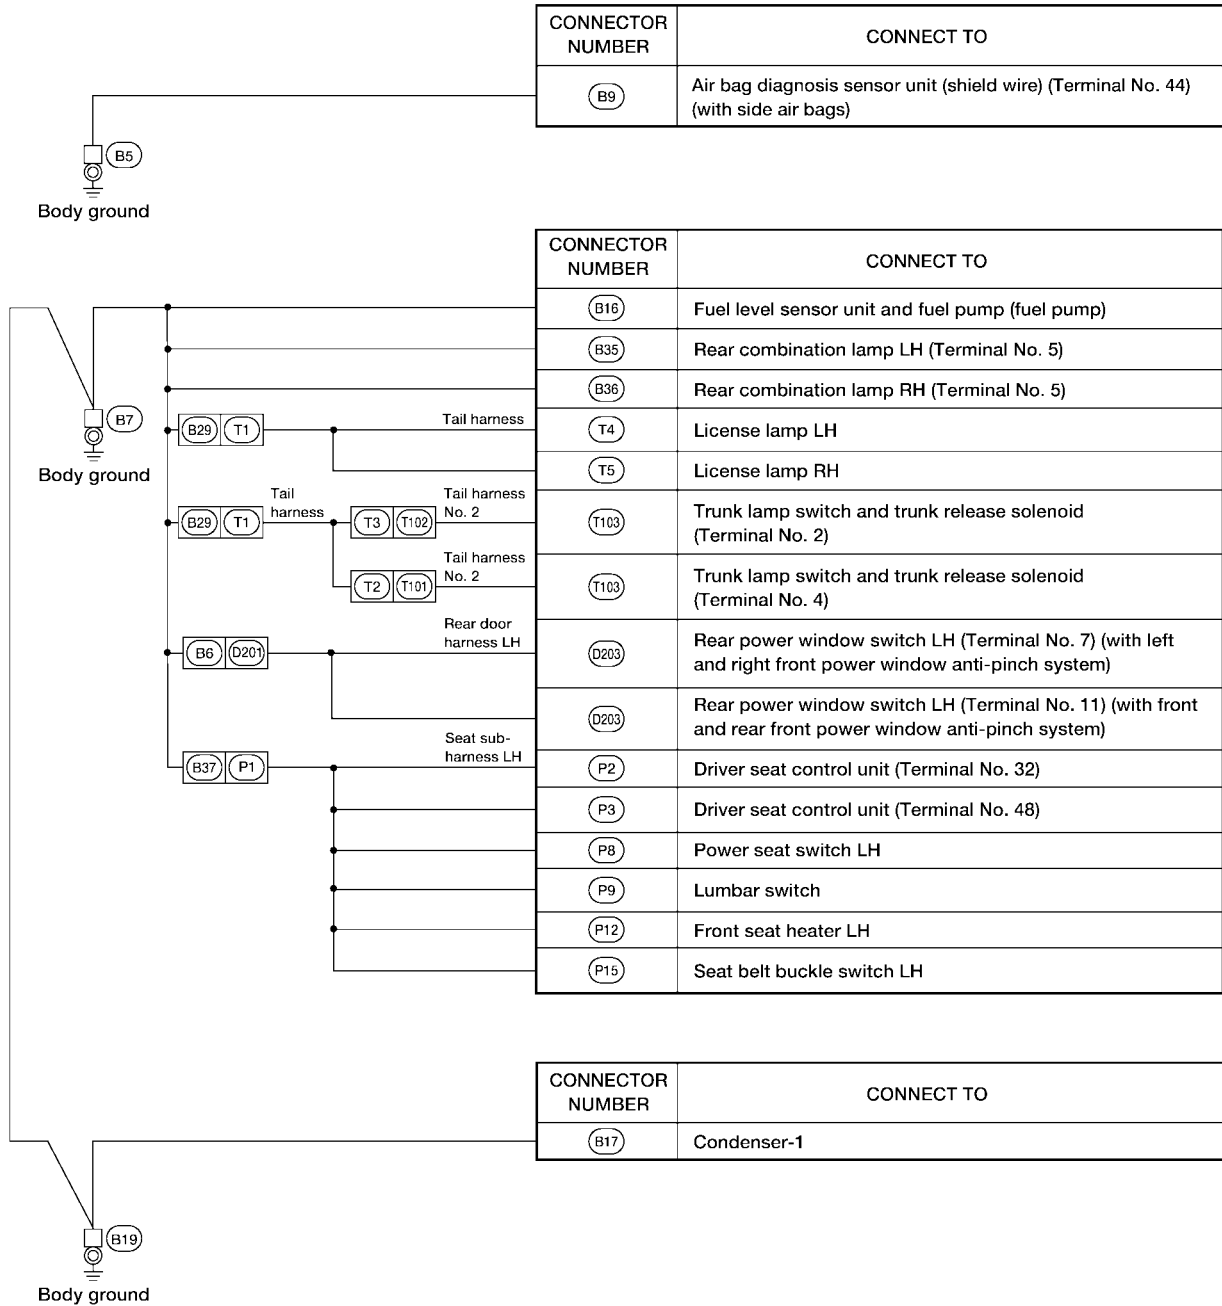 CONNECTOR
NUMBER
CONNECT TO
B9
Air bag diagnosis sensor unit (shield wire) (Terminal No. 44)
(with side air bags)
B5
Body ground
CONNECTOR
NUMBER
CONNECT TO
B16
Fuel level sensor unit and fuel pump (fuel pump)
B35
Rear combination lamp LH (Terminal No. 5)
B36
Rear combination lamp RH (Terminal No. 5)
B7
Body ground
B29 T1
Tail harness
T4
License lamp LH
T5
License lamp RH
B29 T1
Tail
harness
T3 T102
Tail harness
No. 2
T103
Trunk lamp switch and trunk release solenoid
(Terminal No. 2)
T2 T101
Tail harness
No. 2
T103
Trunk lamp switch and trunk release solenoid
(Terminal No. 4)
B6 D201
Rear door
harness LH
D203
Rear power window switch LH (Terminal No. 7) (with left
and right front power window anti-pinch system)
D203
Rear power window switch LH (Terminal No. 11) (with front
and rear front power window anti-pinch system)
B37 P1
Seat sub-
harness LH
P2
Driver seat control unit (Terminal No. 32)
P3
Driver seat control unit (Terminal No. 48)
P8
Power seat switch LH
P9
Lumbar switch
P12
Front seat heater LH
P15
Seat belt buckle switch LH
CONNECTOR
NUMBER
CONNECT TO
B17
Condenser-1
B19
Body ground